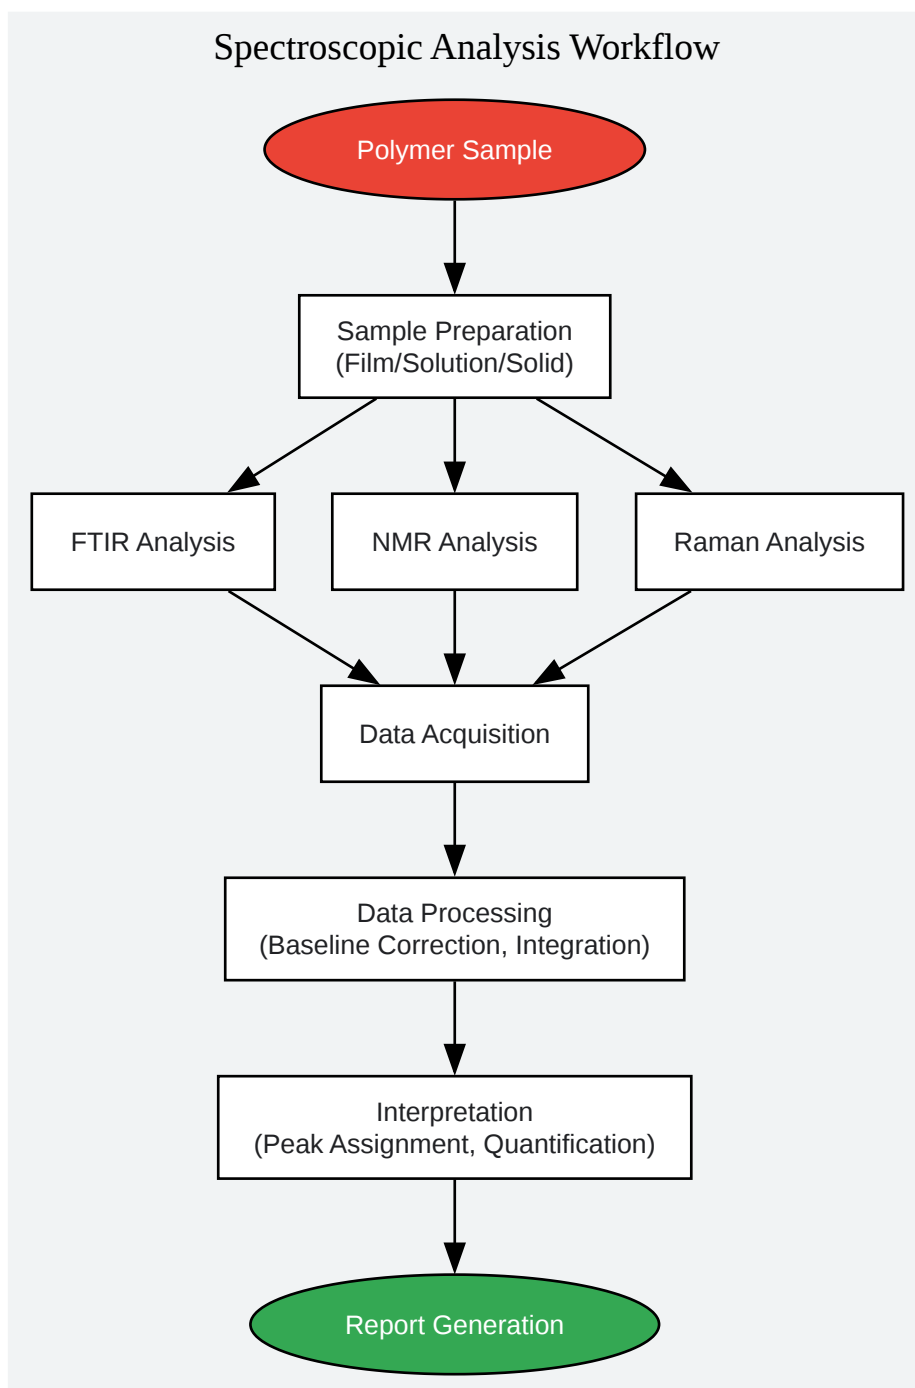 Spectroscopic Analysis Workflow
Polymer Sample
Sample Preparation
(Film/Solution/Solid)
FTIR Analysis
NMR Analysis
Raman Analysis
Data Acquisition
Data Processing
(Baseline Correction, Integration)
Interpretation
(Peak Assignment, Quantification)
Report Generation